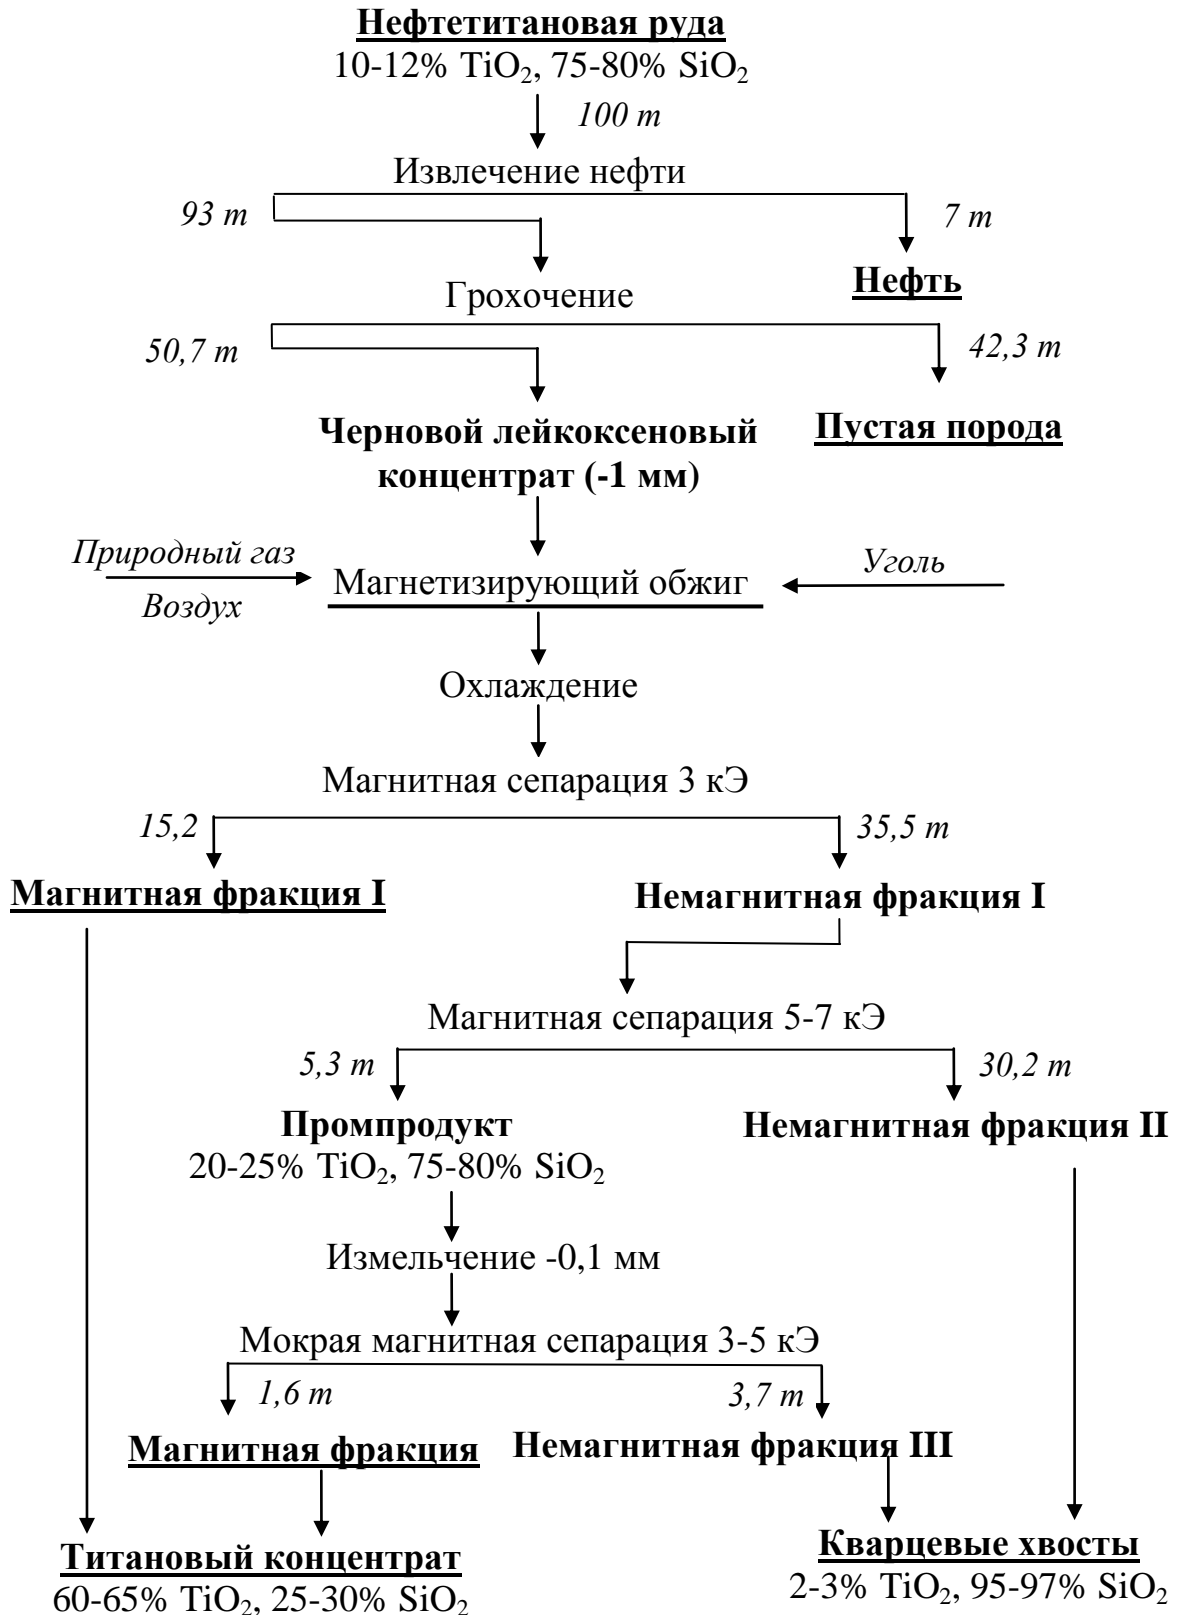 Нефтетитановая руда
10-12% TiO₂, 75-80% SiO₂
100 т
Извлечение нефти
93 т
7 т
Нефть
Грохочение
50,7 т
42,3 т
Черновой лейкоксеновый
концентрат (-1 мм)
Пустая порода
Природный газ
Воздух
Магнетизирующий обжиг
Уголь
Охлаждение
Магнитная сепарация 3 кЭ
15,2
35,5 т
Магнитная фракция I
Немагнитная фракция I
Магнитная сепарация 5-7 кЭ
5,3 т
30,2 т
Промпродукт
20-25% TiO₂, 75-80% SiO₂
Немагнитная фракция II
Измельчение -0,1 мм
Мокрая магнитная сепарация 3-5 кЭ
1,6 т
3,7 т
Магнитная фракция
Немагнитная фракция III
Титановый концентрат
60-65% TiO₂, 25-30% SiO₂
Кварцевые хвосты
2-3% TiO₂, 95-97% SiO₂